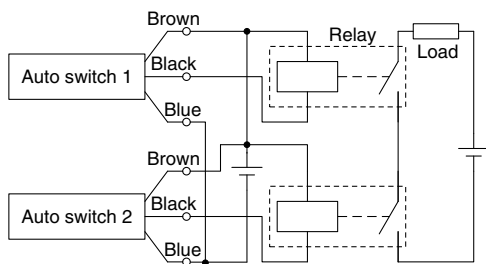 Brown
Relay
Load
Auto switch 1
Black
Blue
Brown
Auto switch 2
Black
Blue